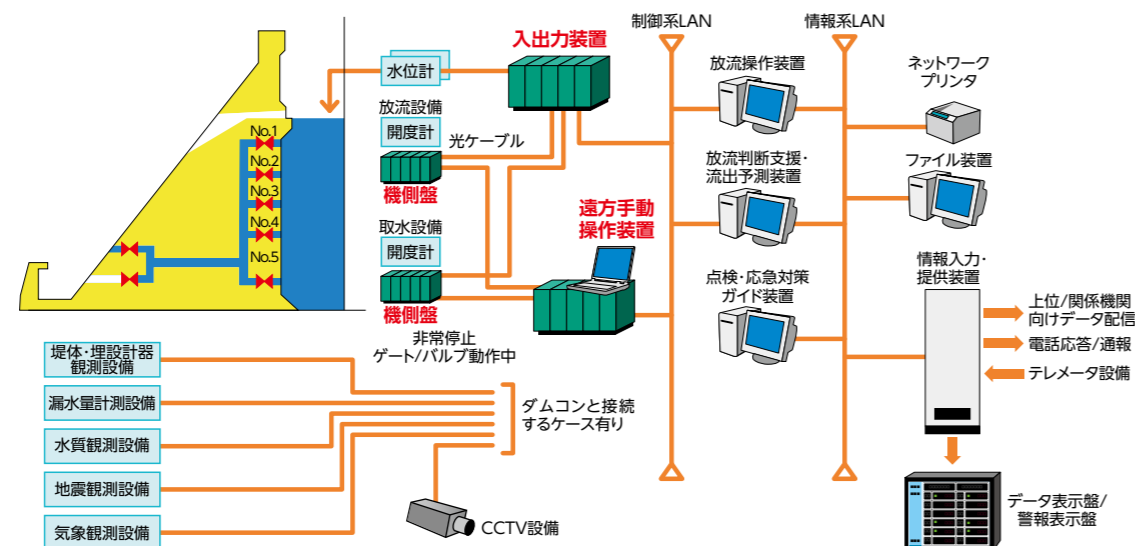 制御系LAN
情報系LAN
入出力装置
水位計
放流設備
開度計
光ケーブル
機側盤
No.1
No.2
No.3
No.4
No.5
取水設備
開度計
機側盤
遠方手動
操作装置
非常停止
ゲート/バルブ動作中
放流操作装置
放流判断支援・
流出予測装置
点検・応急対策
ガイド装置
ネットワーク
プリンタ
ファイル装置
情報入力・
提供装置
上位/関係機関
向けデータ配信
電話応答/通報
テレメータ設備
データ表示盤/
警報表示盤
堤体・埋設計器
観測設備
漏水量計測設備
水質観測設備
地震観測設備
気象観測設備
ダムコンと接続
するケース有り
CCTV設備